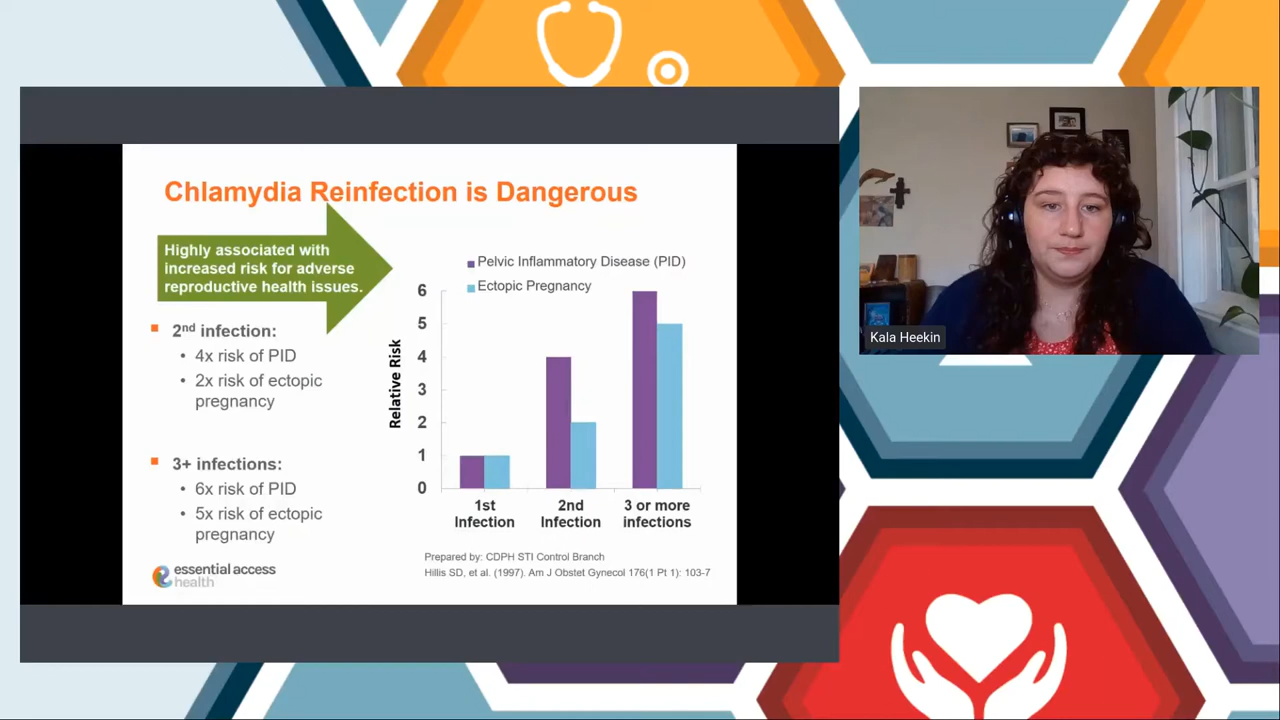 Chlamydia Reinfection is Dangerous
Highly associated with
increased risk for adverse
reproductive health issues.
2nd infection:
4x risk of PID
2x risk of ectopic
pregnancy
3+ infections:
6x risk of PID
5x risk of ectopic
pregnancy
essential access
health
Pelvic Inflammatory Disease (PID)
Ectopic Pregnancy
Relative Risk
6
5
4
3
2
1
0
1st
Infection
2nd
Infection
3 or more
infections
Prepared by: CDPH STI Control Branch
Hillis SD, et al. (1997). Am J Obstet Gynecol 176(1 Pt 1): 103-7
Kala Heekin